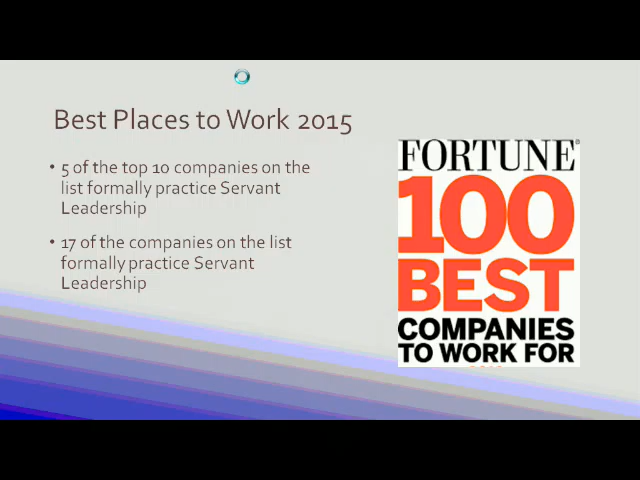 Best Places to Work 2015
• 5 of the top 10 companies on the
list formally practice Servant
Leadership
• 17 of the companies on the list
formally practice Servant
Leadership
FORTUNE®
100
BEST
COMPANIES
TO WORK FOR